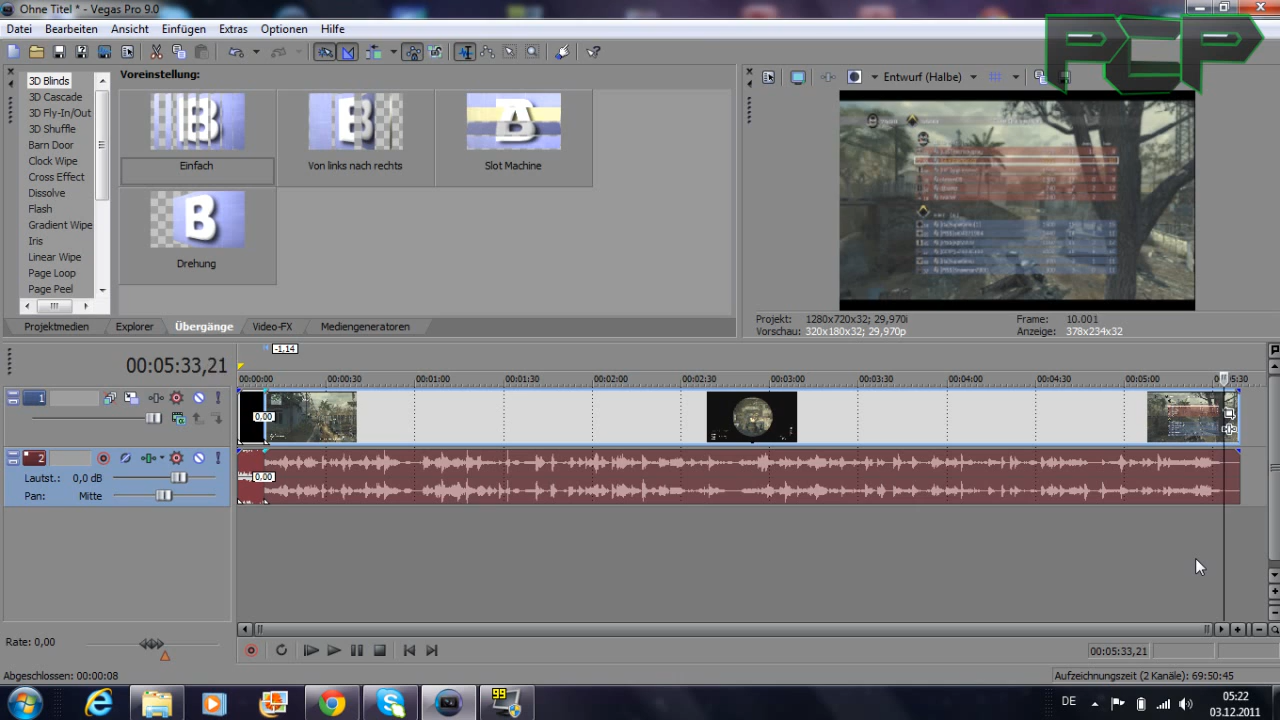 Ohne Titel * - Vegas Pro 9.0
Datei Bearbeiten Ansicht Einfügen Extras Optionen Hilfe
PCP
3D Blinds
3D Cascade
3D Fly-In/Out
3D Shuffle
Barn Door
Clock Wipe
Cross Effect
Dissolve
Flash
Gradient Wipe
Iris
Linear Wipe
Page Loop
Page Peel
Voreinstellung:
Einfach
Von links nach rechts
Slot Machine
Drehung
Projektmedien Explorer Übergänge Video-FX Mediengeneratoren
Entwurf (Halbe)
Projekt: 1280x720x32; 29,970i Frame: 10.001
Vorschau: 320x180x32; 29,970p Anzeige: 378x234x32
-1.14
00:05:33,21
00:00:00 00:00:30 00:01:00 00:01:30 00:02:00 00:02:30 00:03:00 00:03:30 00:04:00 00:04:30 00:05:00
1
0,00
2
Lautst.: 0,0 dB
Pan: Mitte
0,00
Rate: 0,00
00:05:33,21
Abgeschlossen: 00:00:08
Aufzeichnungszeit (2 Kanäle): 69:50:45
99
DE
05:22
03.12.2011